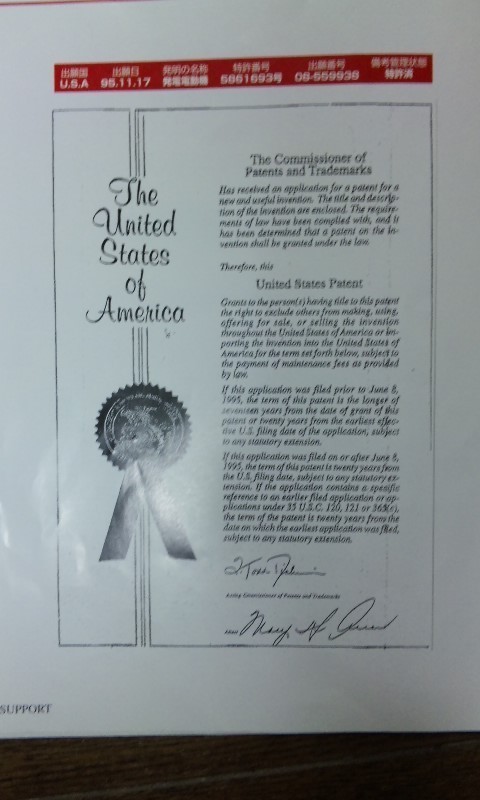 出願国 出願日 発明の名称 特許番号 出願番号 備考管理状態
U.S.A 95.11.17 発電電動機 5861693号 08-559938 特許済
The
United
States
of
America
The Commissioner of
Patents and Trademarks
Has received an application for a patent for a
new and useful invention. The title and descrip-
tion of the invention are enclosed. The require-
ments of law have been complied with, and it
has been determined that a patent on the in-
vention shall be granted under the law.
Therefore, this
United States Patent
Grants to the person(s) having title to this patent
the right to exclude others from making, using,
offering for sale, or selling the invention
throughout the United States of America or im-
porting the invention into the United States of
America for the term set forth below, subject to
the payment of maintenance fees as provided
by law.
If this application was filed prior to June 8,
1995, the term of this patent is the longer of
seventeen years from the date of grant of this
patent or twenty years from the earliest effec-
tive U.S. filing date of the application, subject
to any statutory extension.
If this application was filed on or after June 8,
1995, the term of this patent is twenty years from
the U.S. filing date, subject to any statutory ex-
tension. If the application contains a specific
reference to an earlier filed application or ap-
plications under 35 U.S.C. 120, 121 or 365(c),
the term of the patent is twenty years from the
date on which the earliest application was filed,
subject to any statutory extension.
Acting Commissioner of Patents and Trademarks
SUPPORT